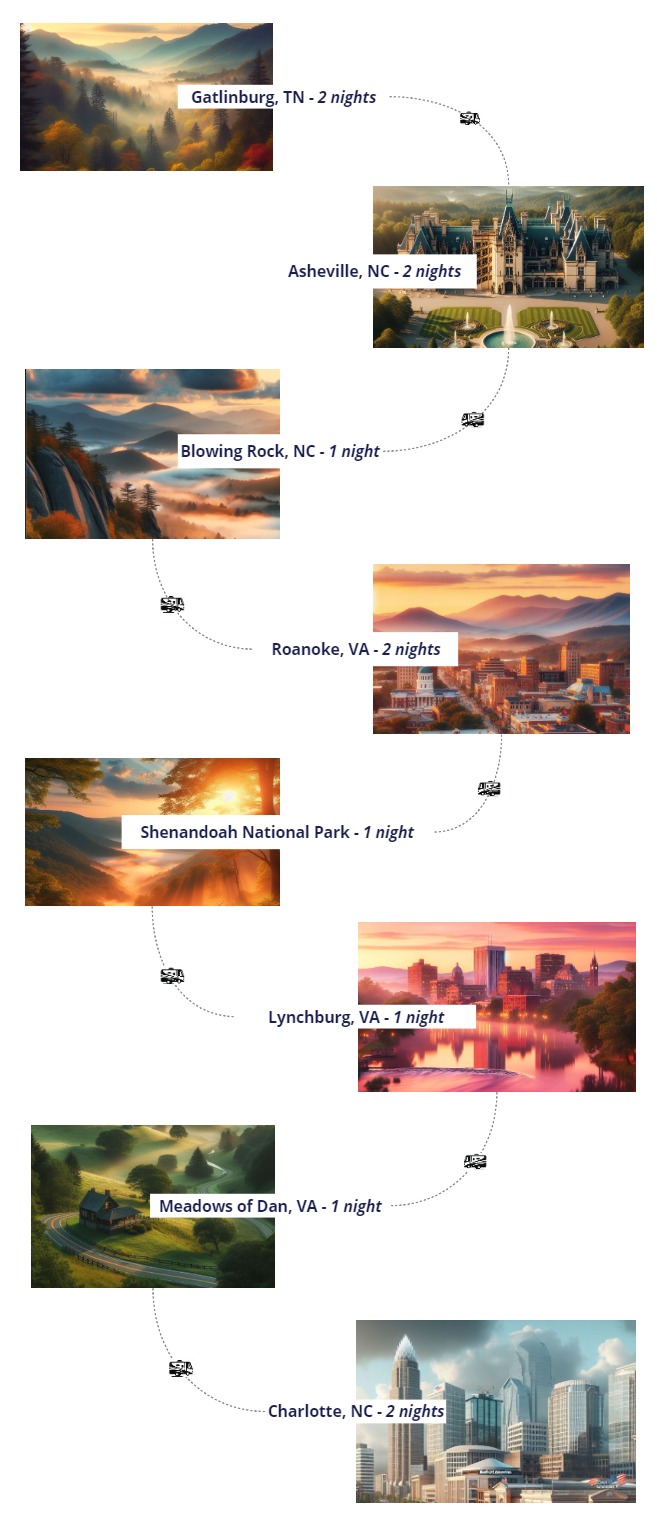 Gatlinburg, TN - 2 nights
Asheville, NC - 2 nights
Blowing Rock, NC - 1 night
Roanoke, VA - 2 nights
Shenandoah National Park - 1 night
Lynchburg, VA - 1 night
Meadows of Dan, VA - 1 night
Charlotte, NC - 2 nights